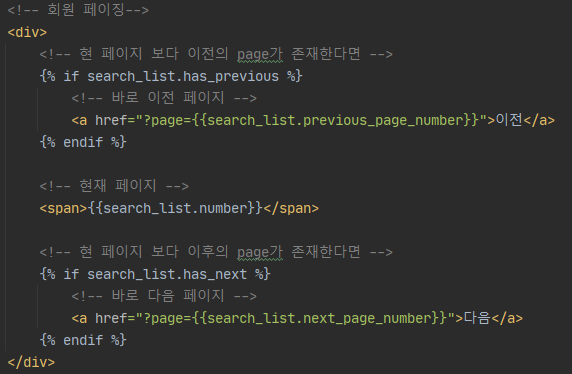 <!-- 회원 페이징-->
<div>
<!-- 현 페이지 보다 이전의 page가 존재한다면 -->
{% if search_list.has_previous %}
<!-- 바로 이전 페이지 -->
<a href="?page={{search_list.previous_page_number}}">이전</a>
{% endif %}
<!-- 현재 페이지 -->
<span>{{search_list.number}}</span>
<!-- 현 페이지 보다 이후의 page가 존재한다면 -->
{% if search_list.has_next %}
<!-- 바로 다음 페이지 -->
<a href="?page={{search_list.next_page_number}}">다음</a>
{% endif %}
</div>